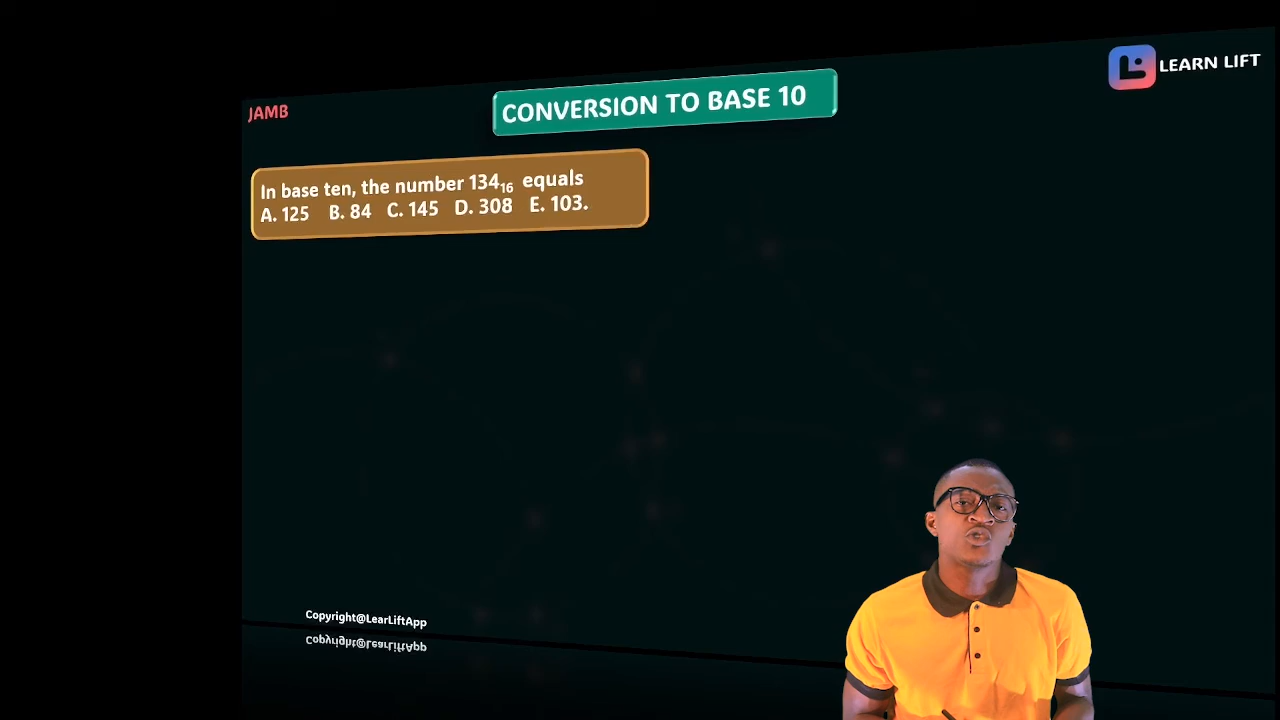 LEARN LIFT
JAMB
CONVERSION TO BASE 10
In base ten, the number 134₁₆ equals
A. 125 B. 84 C. 145 D. 308 E. 103.
Copyright@LearLiftApp
Copyright@LearLiftApp